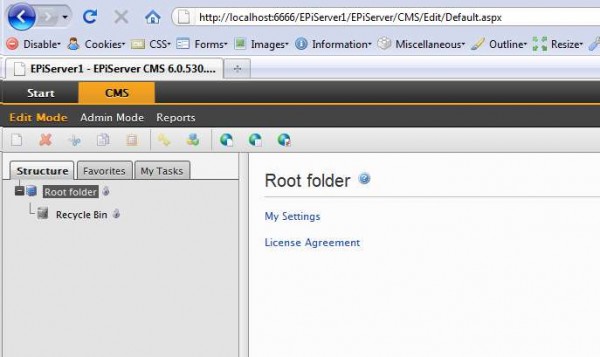 http://localhost:6666/EPiServer1/EPiServer/CMS/Edit/Default.aspx
Disable▾ Cookies▾ CSS▾ Forms▾ Images▾ Information▾ Miscellaneous▾ Outline▾ Resize▾
EPiServer1 - EPiServer CMS 6.0.530....
Start CMS
Edit Mode Admin Mode Reports
Structure Favorites My Tasks
Root folder
Recycle Bin
Root folder
My Settings
License Agreement